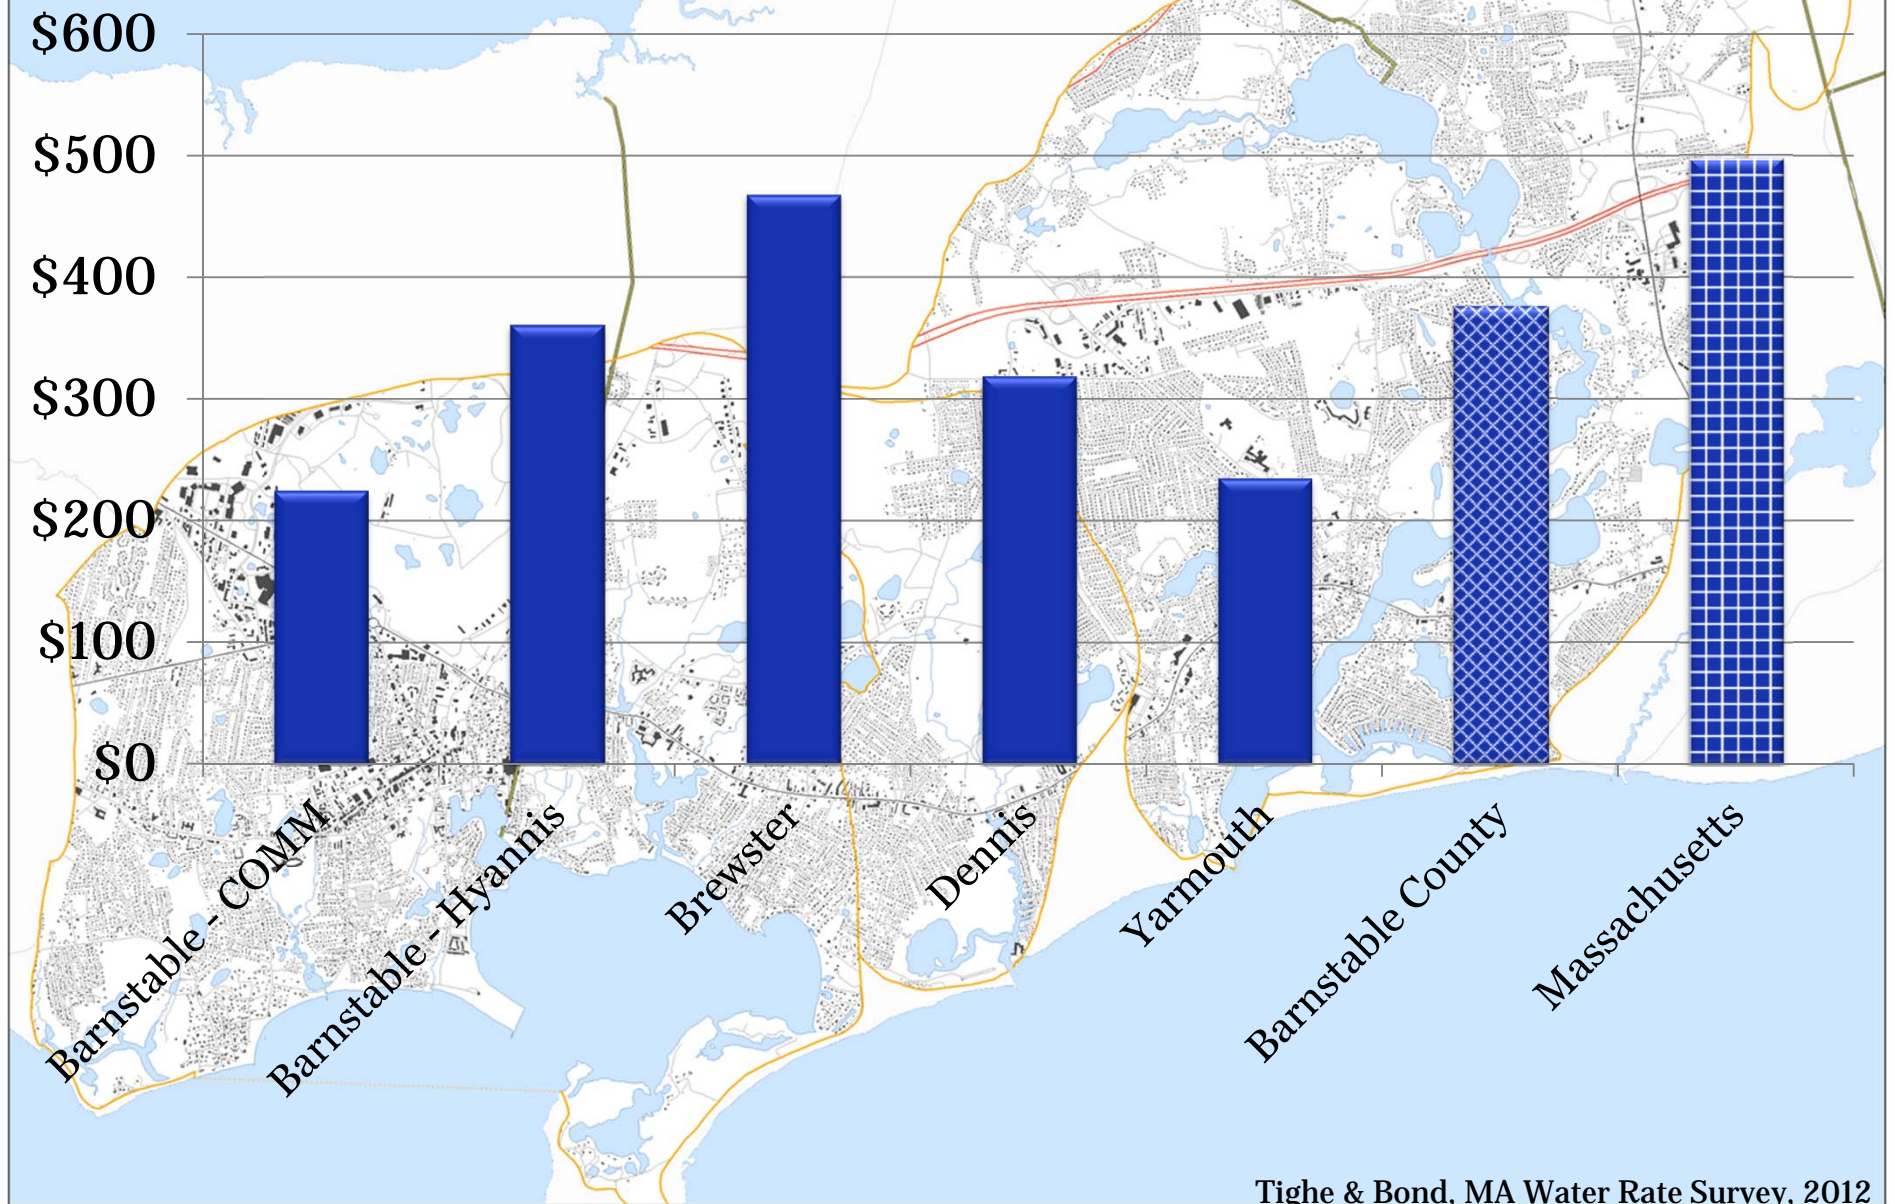 $600
$500
$400
$300
$200
$100
$0
Barnstable - COMM
Barnstable - Hyannis
Brewster
Dennis
Yarmouth
Barnstable County
Massachusetts
Tighe & Bond, MA Water Rate Survey, 2012